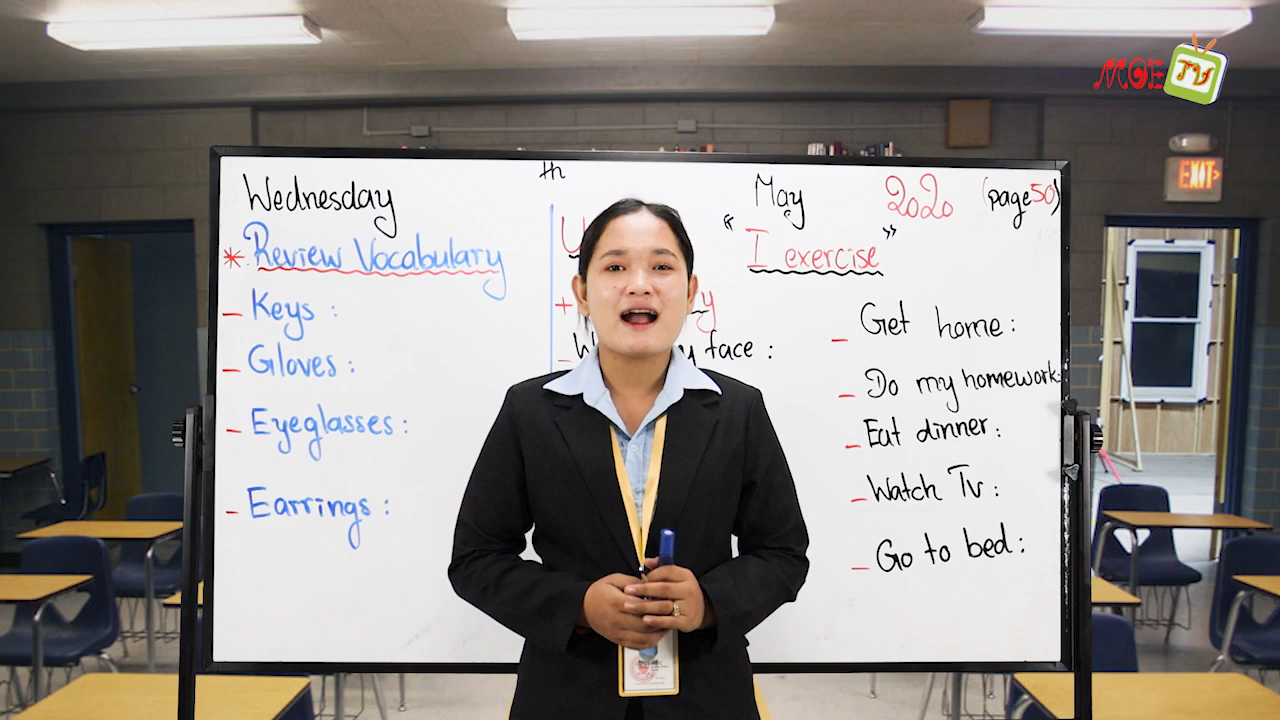 MOE TV
EXIT
Wednesday th May 2020 (page 50)
* Review Vocabulary
- Keys :
- Gloves :
- Eyeglasses :
- Earrings :
"I exercise"
face :
- Get home :
- Do my homework :
- Eat dinner :
- Watch Tv :
- Go to bed :